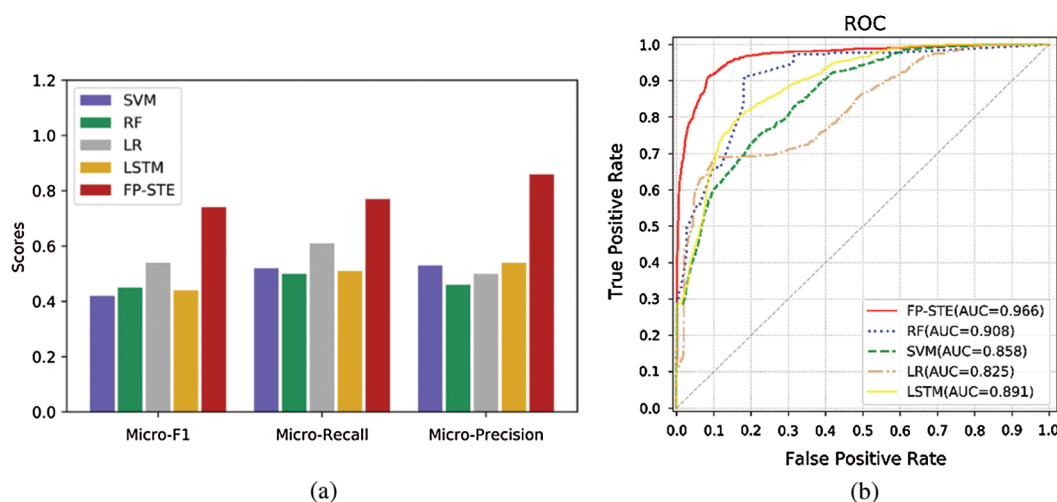 1.2
1.0
0.8
0.6
0.4
0.2
0.0
Scores
SVM
RF
LR
LSTM
FP-STE
Micro-F1
Micro-Recall
Micro-Precision
(a)
ROC
1.0
0.9
0.8
0.7
0.6
0.5
0.4
0.3
0.2
0.1
0.0
True Positive Rate
FP-STE(AUC=0.966)
RF(AUC=0.908)
SVM(AUC=0.858)
LR(AUC=0.825)
LSTM(AUC=0.891)
0.0 0.1 0.2 0.3 0.4 0.5 0.6 0.7 0.8 0.9 1.0
False Positive Rate
(b)